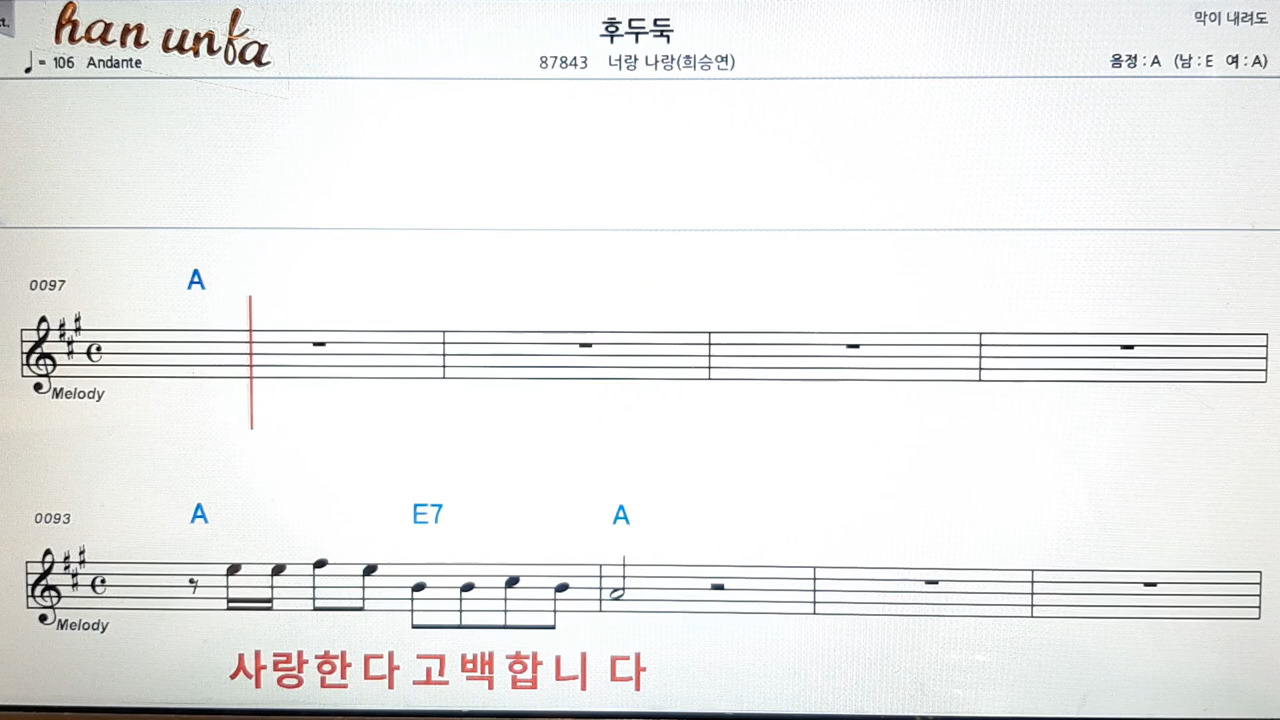 han unfa
후두둑
막이 내려도
♩= 106 Andante
87843 너랑 나랑(희승연)
음정 : A (남 : E 여 : A)
0097 A
Melody
0093 A E7 A
Melody
사랑한다 고백합니 다